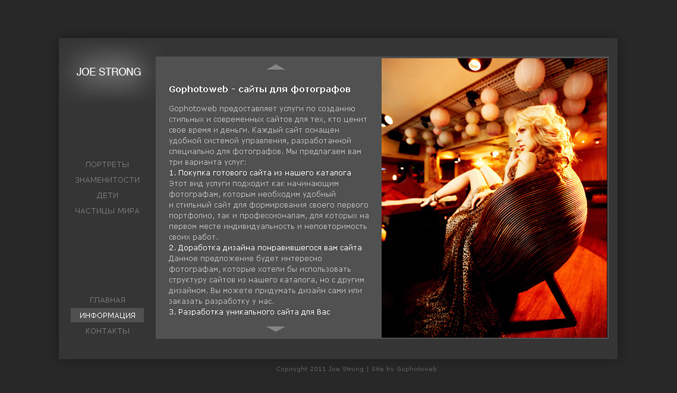 JOE STRONG
ПОРТРЕТЫ
ЗНАМЕНИТОСТИ
ДЕТИ
ЧАСТИЦЫ МИРА
ГЛАВНАЯ
ИНФОРМАЦИЯ
КОНТАКТЫ
Gophotoweb - сайты для фотографов
Gophotoweb предоставляет услуги по созданию
стильных и современных сайтов для тех, кто ценит
свое время и деньги. Каждый сайт оснащен
удобной системой управления, разработанной
специально для фотографов. Мы предлагаем вам
три варианта услуг:
1. Покупка готового сайта из нашего каталога
Этот вид услуги подходит как начинающим
фотографам, которым необходим удобный
и стильный сайт для формирования своего первого
портфолио, так и профессионалам, для которых на
первом месте индивидуальность и неповторимость
своих работ.
2. Доработка дизайна понравившегося вам сайта
Данное предложение будет интересно
фотографам, которые хотели бы использовать
структуру сайтов из нашего каталога, но с другим
дизайном. Вы можете придумать дизайн сами или
заказать разработку у нас.
3. Разработка уникального сайта для Вас
Copiryght 2011 Joe Strong | Site by Gophotoweb